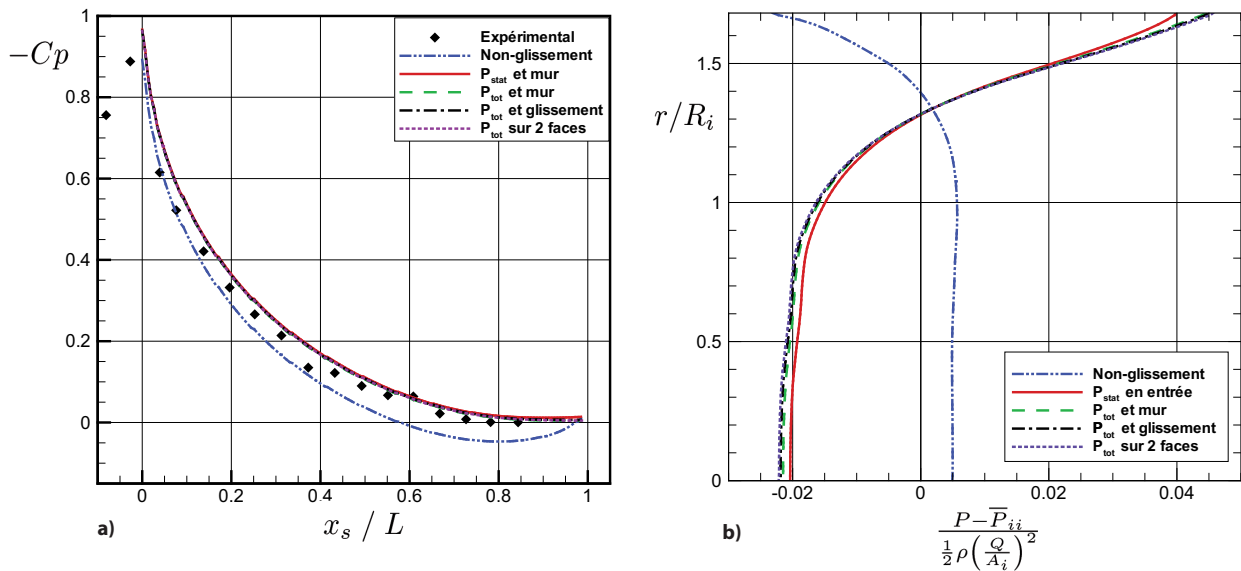 1
0.8
0.6
0.4
0.2
0
−Cp
0
0.2
0.4
0.6
0.8
1
x_s / L
a)
Expérimental
Non-glissement
P_stat et mur
P_tot et mur
P_tot et glissement
P_tot sur 2 faces
1.5
1
0.5
0
r/R_i
-0.02
0
0.02
0.04
b)
Non-glissement
P_stat en entrée
P_tot et mur
P_tot et glissement
P_tot sur 2 faces
P−P̅_ii
½ ρ(Q/A_i)²